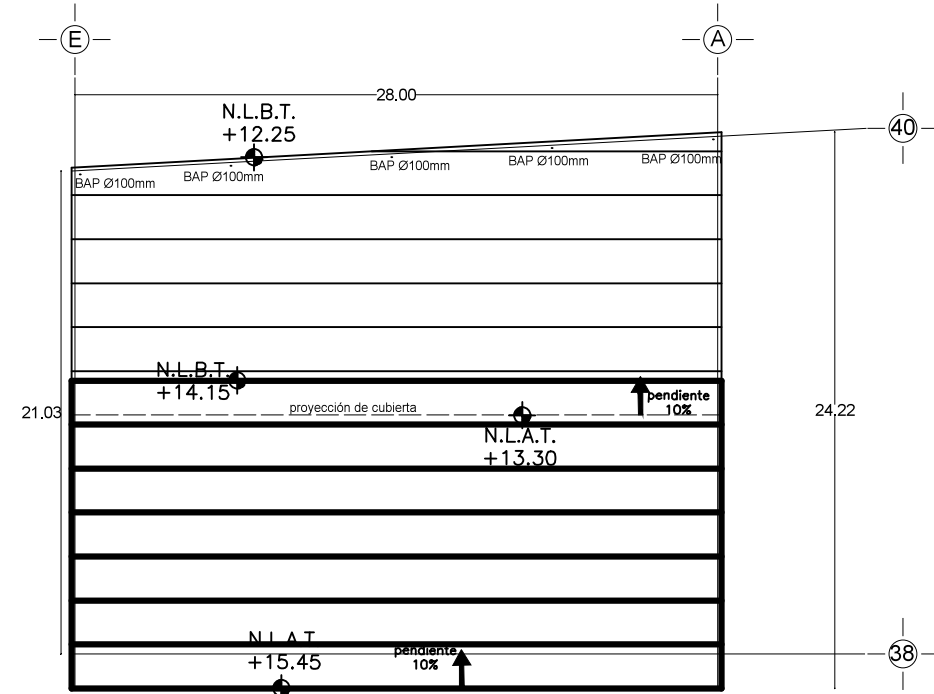 E
A
28.00
N.L.B.T.
+12.25
40
BAP Ø100mm
BAP Ø100mm
BAP Ø100mm
BAP Ø100mm
BAP Ø100mm
N.L.B.T.
+14.15
pendiente
10%
proyección de cubierta
21.03
24.22
N.L.A.T.
+13.30
N.L.A.T.
+15.45
pendiente
10%
38